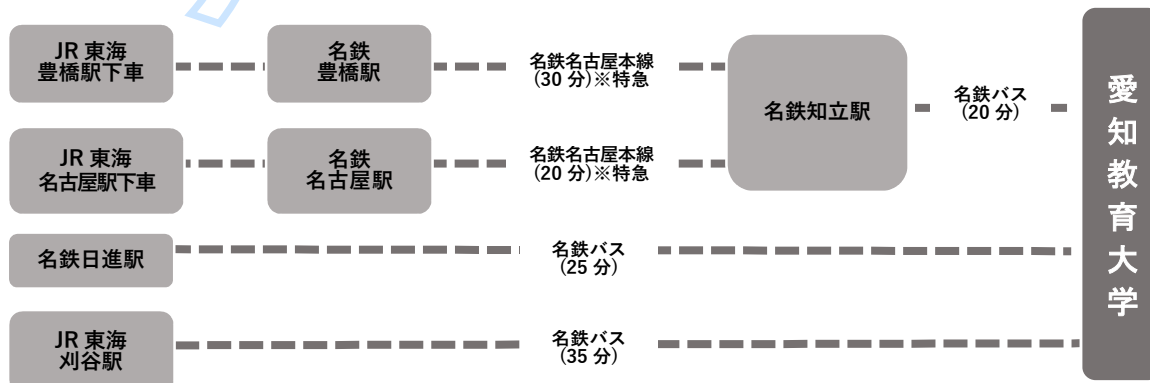 JR 東海
豊橋駅下車
名鉄
豊橋駅
名鉄名古屋本線
(30 分)※特急
JR 東海
名古屋駅下車
名鉄
名古屋駅
名鉄名古屋本線
(20 分)※特急
名鉄知立駅
名鉄バス
(20 分)
名鉄日進駅
名鉄バス
(25 分)
JR 東海
刈谷駅
名鉄バス
(35 分)
愛知教育大学